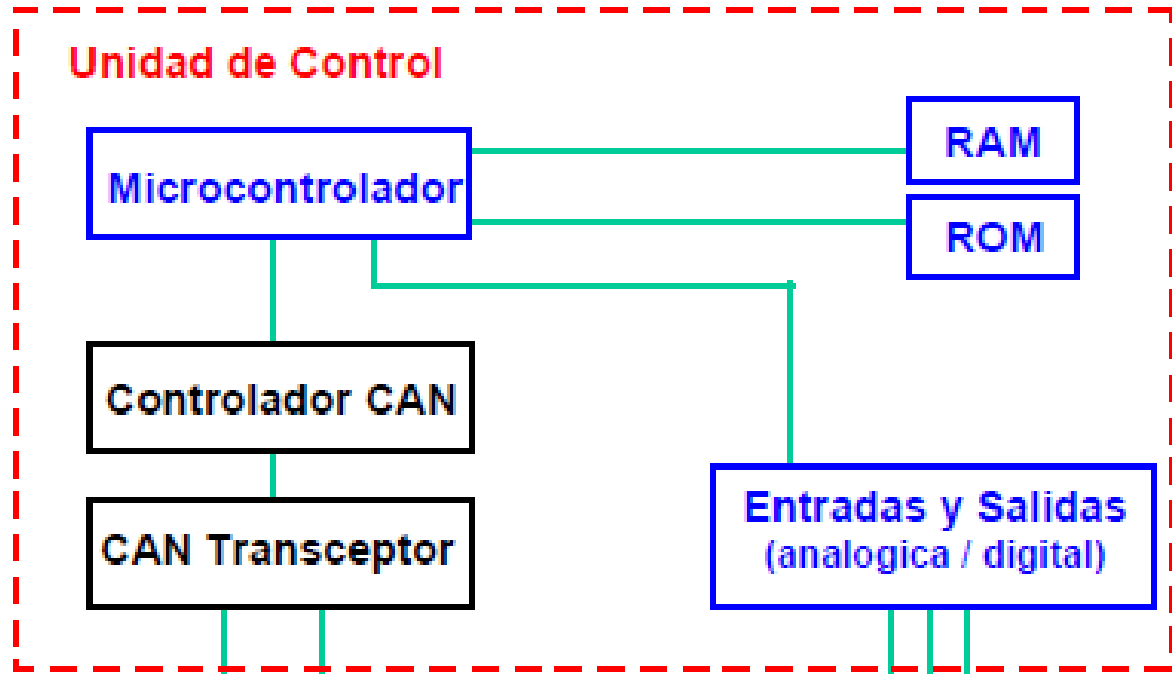 Unidad de Control
RAM
Microcontrolador
ROM
Controlador CAN
Entradas y Salidas
(analogica / digital)
CAN Transceptor